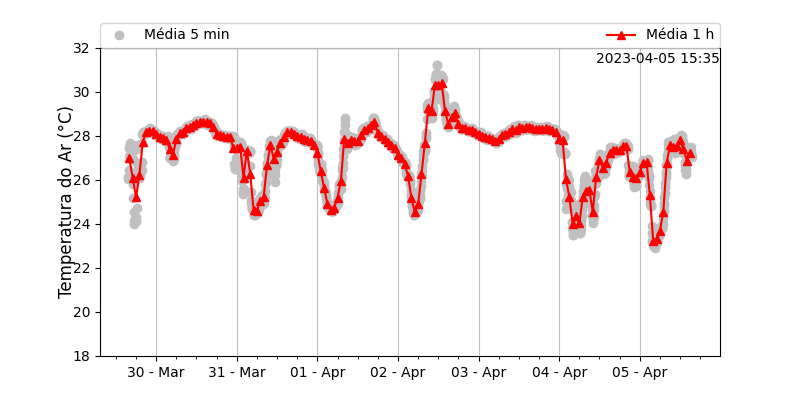 Média 5 min
Média 1 h
2023-04-05 15:35
Temperatura do Ar (°C)
32
30
28
26
24
22
20
18
30 - Mar
31 - Mar
01 - Apr
02 - Apr
03 - Apr
04 - Apr
05 - Apr